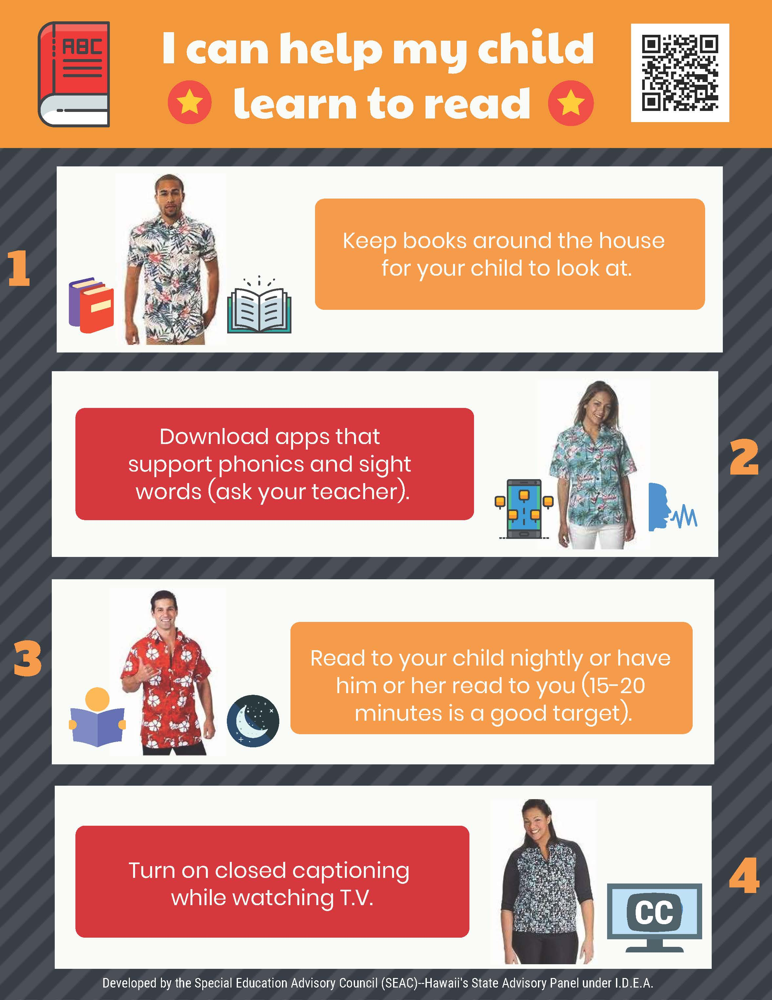 ABC
I can help my child
learn to read
1
Keep books around the house
for your child to look at.
Download apps that
support phonics and sight
words (ask your teacher).
2
3
Read to your child nightly or have
him or her read to you (15-20
minutes is a good target).
Turn on closed captioning
while watching T.V.
4
CC
Developed by the Special Education Advisory Council (SEAC)--Hawaii's State Advisory Panel under I.D.E.A.